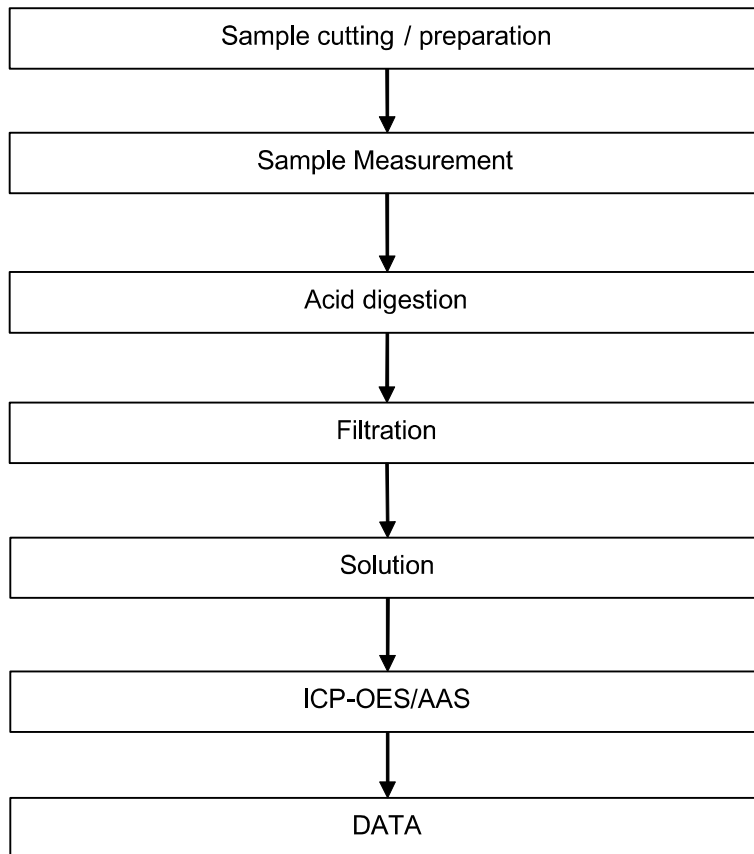 Sample cutting / preparation
Sample Measurement
Acid digestion
Filtration
Solution
ICP-OES/AAS
DATA